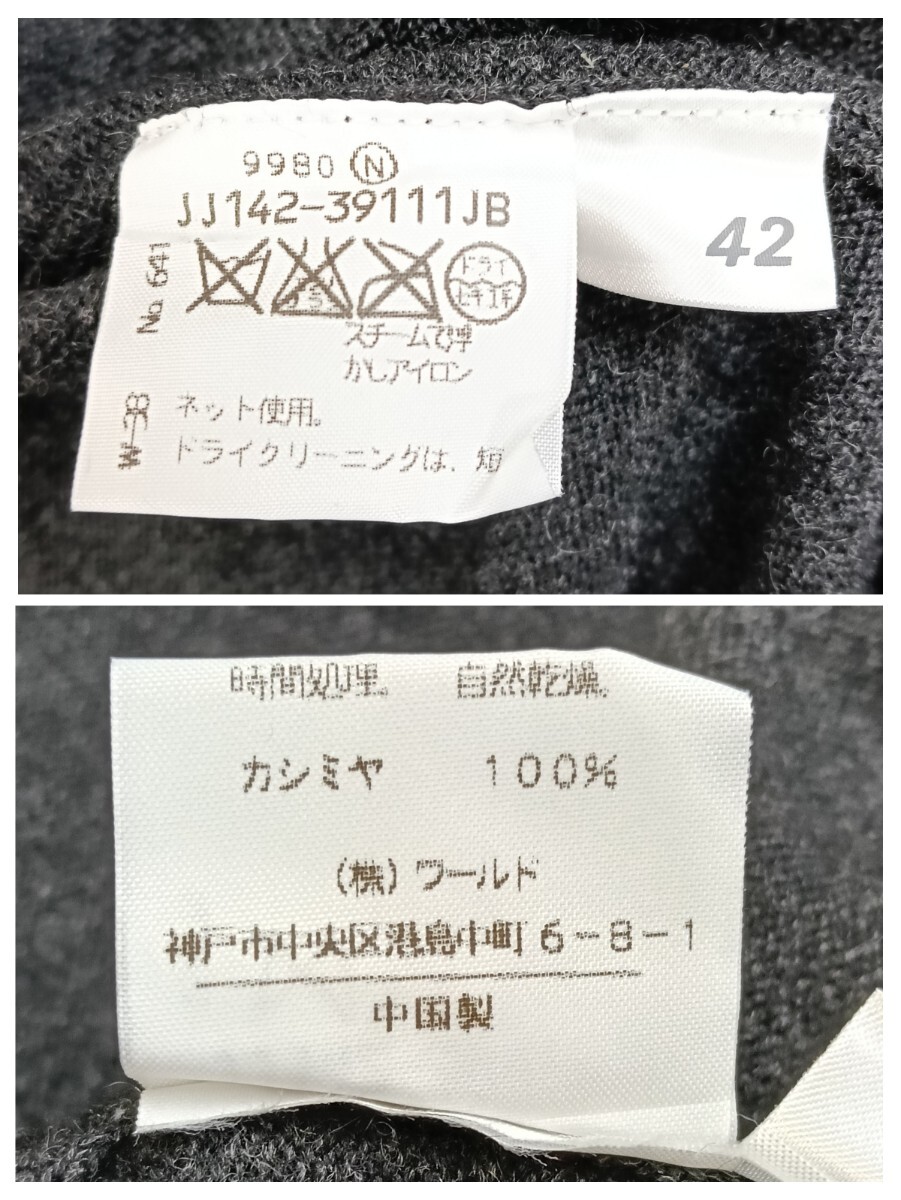 9980 Ⓝ
JJ142-39111JB
No 641
ドライ
セキユ系
スチームで浮
かしアイロン
W-38
ネット使用。
ドライクリーニングは、短
42
時間処理。 自然乾燥。
カシミヤ 100%
(株) ワールド
神戸市中央区港島中町6-8-1
中国製